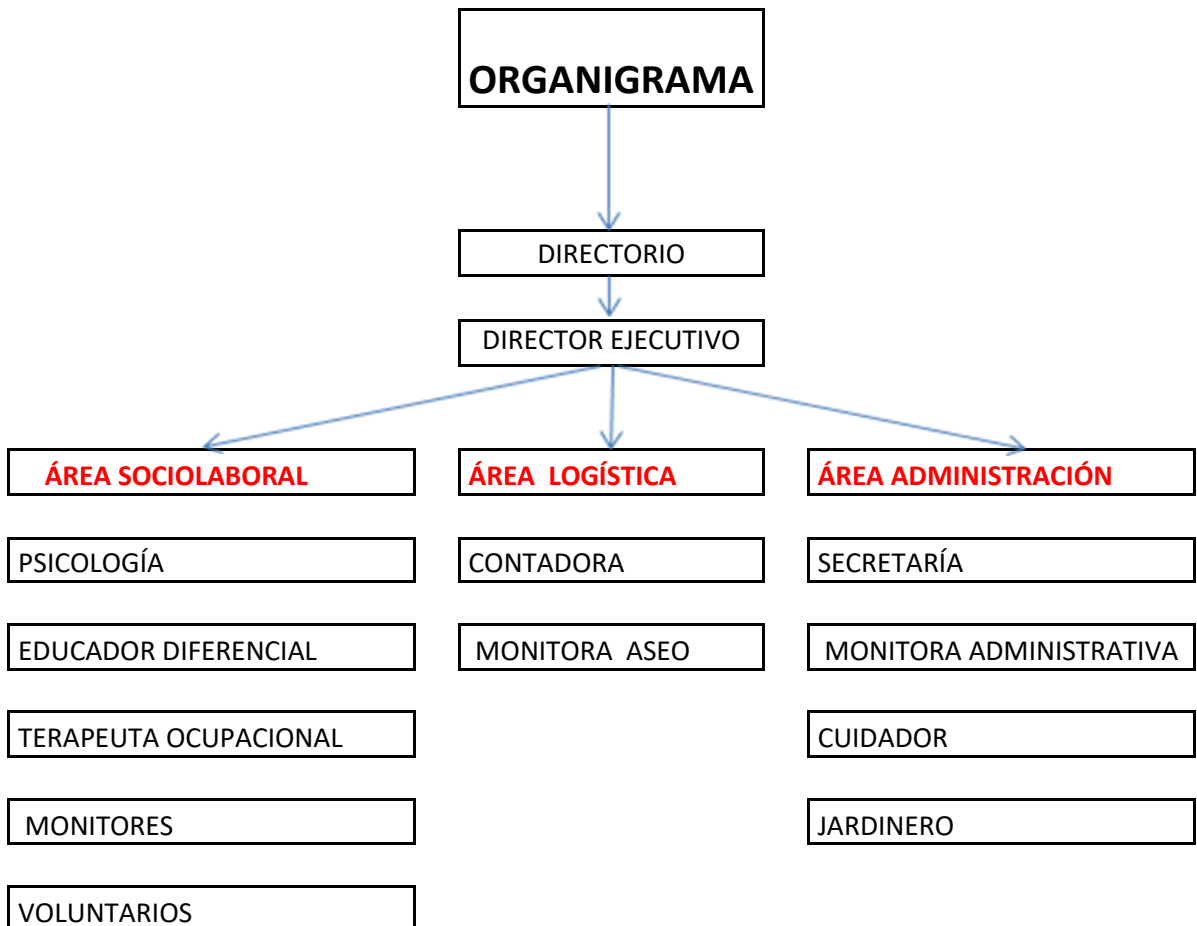 ORGANIGRAMA
DIRECTORIO
DIRECTOR EJECUTIVO
ÁREA SOCIOLABORAL
ÁREA LOGÍSTICA
ÁREA ADMINISTRACIÓN
PSICOLOGÍA
CONTADORA
SECRETARÍA
EDUCADOR DIFERENCIAL
MONITORA ASEO
MONITORA ADMINISTRATIVA
TERAPEUTA OCUPACIONAL
CUIDADOR
MONITORES
JARDINERO
VOLUNTARIOS